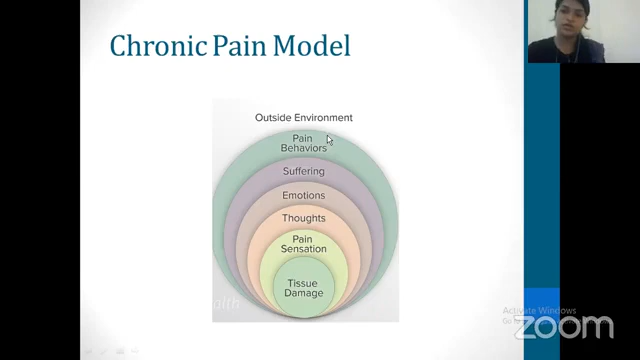 Chronic Pain Model
Outside Environment
Pain
Behaviors
Suffering
Emotions
Thoughts
Pain
Sensation
Tissue
Damage
Activate Windows
zoom